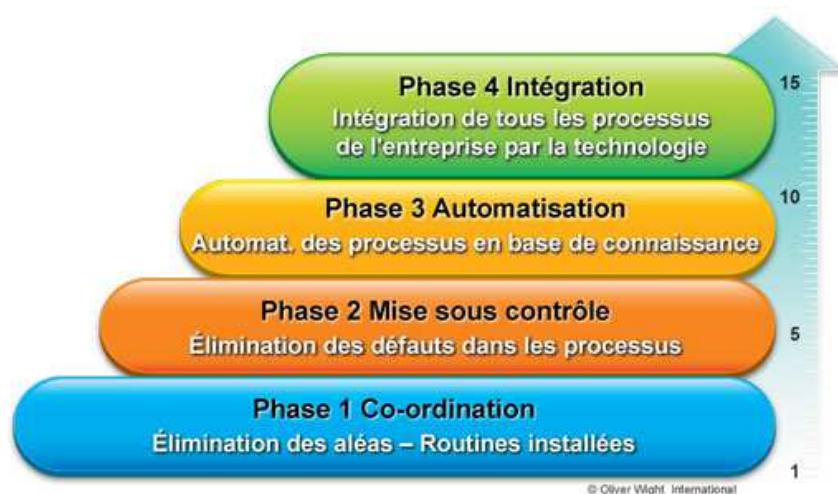 Phase 4 Intégration
Intégration de tous les processus
de l'entreprise par la technologie
15
Phase 3 Automatisation
Automat. des processus en base de connaissance
10
Phase 2 Mise sous contrôle
Élimination des défauts dans les processus
5
Phase 1 Co-ordination
Élimination des aléas – Routines installées
1
© Oliver Wight International